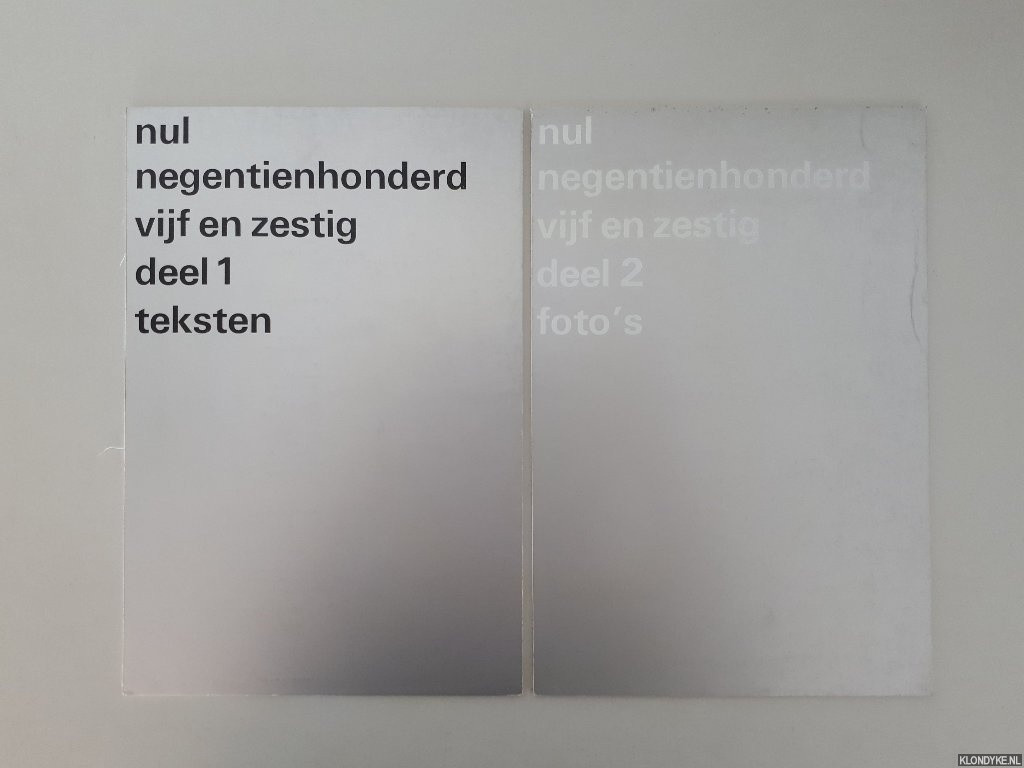 nul
negentienhonderd
vijf en zestig
deel 1
teksten
nul
negentienhonderd
vijf en zestig
deel 2
foto's
KLONDYKE.NL